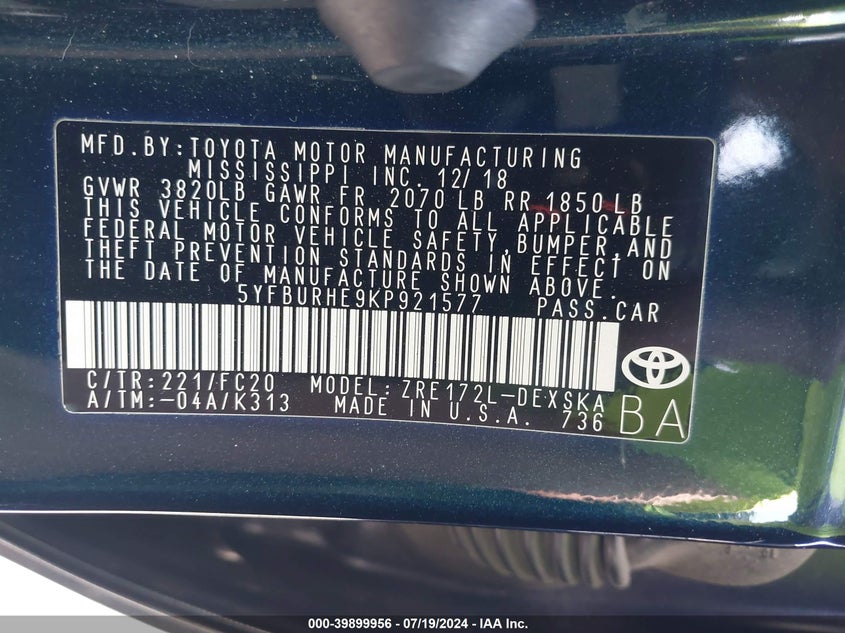 MFD.BY:TOYOTA MOTOR MANUFACTURING
MISSISSIPPI INC. 12/18
GVWR 3820LB GAWR FR 2070 LB RR 1850 LB
THIS VEHICLE CONFORMS TO ALL APPLICABLE
FEDERAL MOTOR VEHICLE SAFETY,BUMPER,AND
THEFT PREVENTION STANDARDS IN EFFECT ON
THE DATE OF MANUFACTURE SHOWN ABOVE.
5YFBURHE9KP921577 PASS.CAR
C/TR:221/FC20 MODEL:ZRE172L-DEXSKA
A/TM:-04A/K313 MADE IN U.S.A. 736
BA
000-39899956 - 07/19/2024 - IAA Inc.